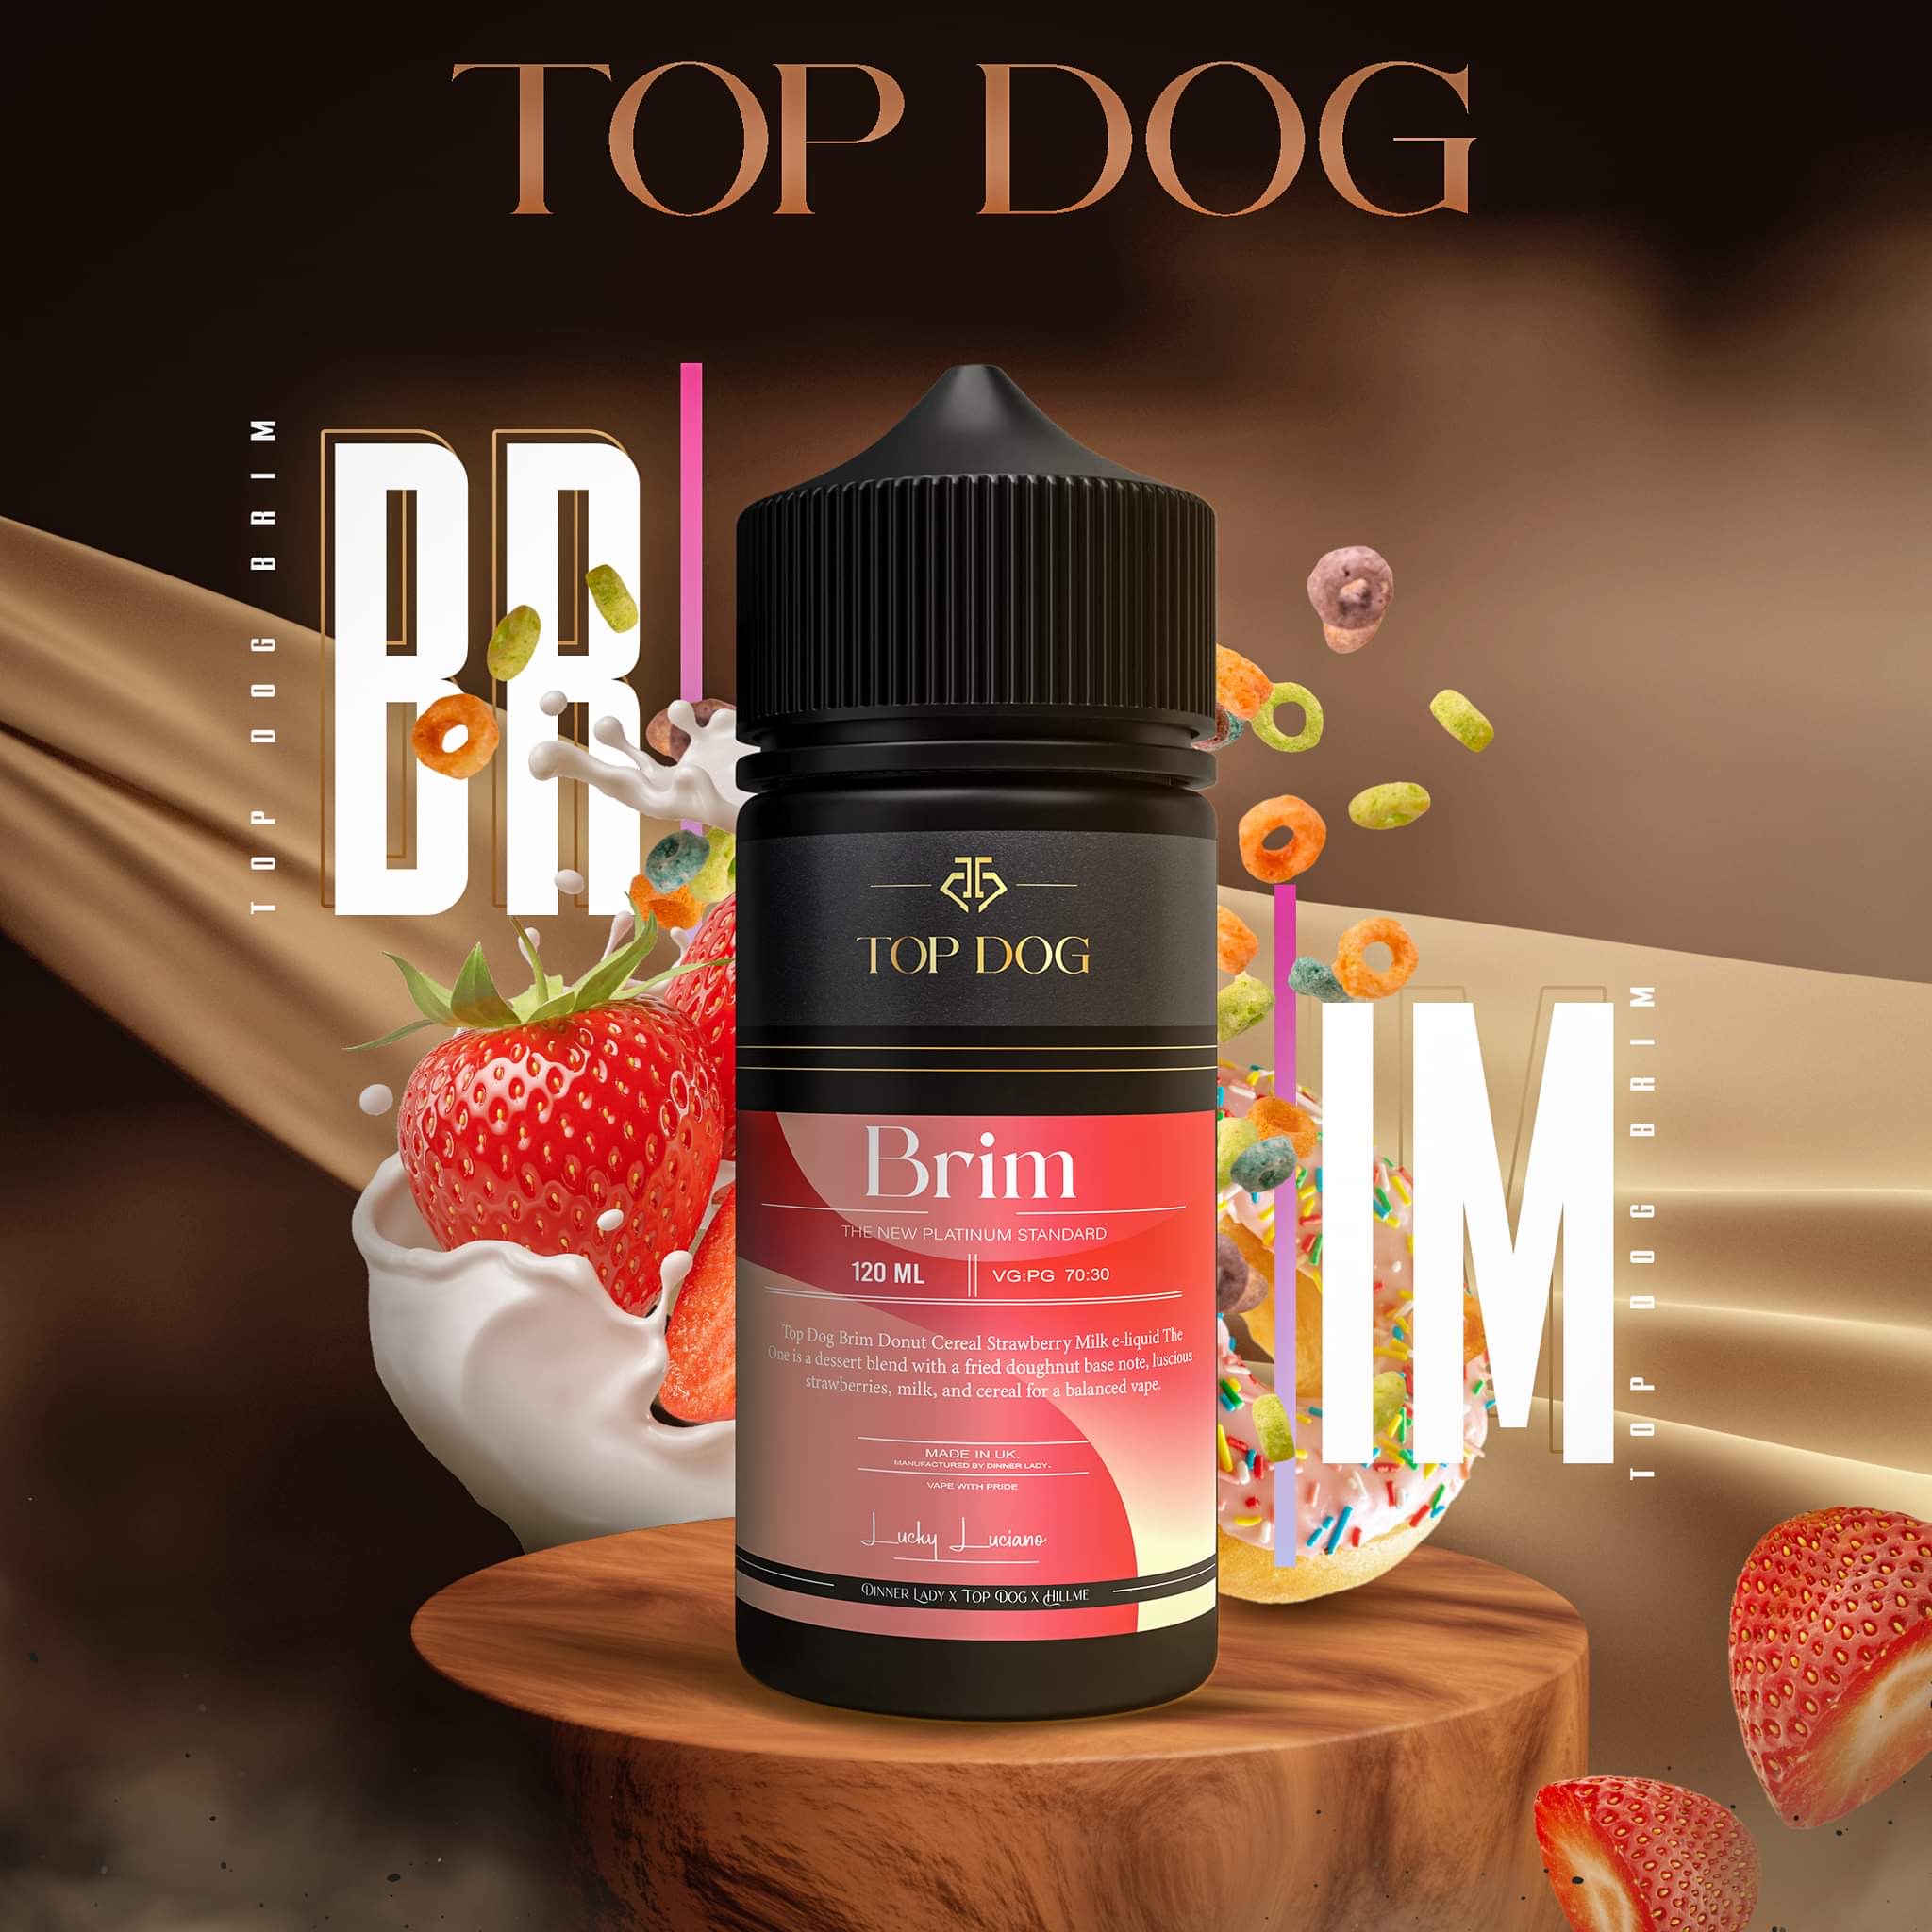 TOP DOG
TOP DOG BRIM
BR
IM
TOP DOG BRIM
TOP DOG
Brim
THE NEW PLATINUM STANDARD
120 ML
VG:PG 70:30
Top Dog Brim Donut Cereal Strawberry Milk e-liquid The
One is a dessert blend with a fried doughnut base note, luscious
strawberries, milk, and cereal for a balanced vape.
MADE IN UK.
MANUFACTURED BY DINNER LADY.
VAPE WITH PRIDE
Lucky Luciano
DINNER LADY X TOP DOG X HILLME